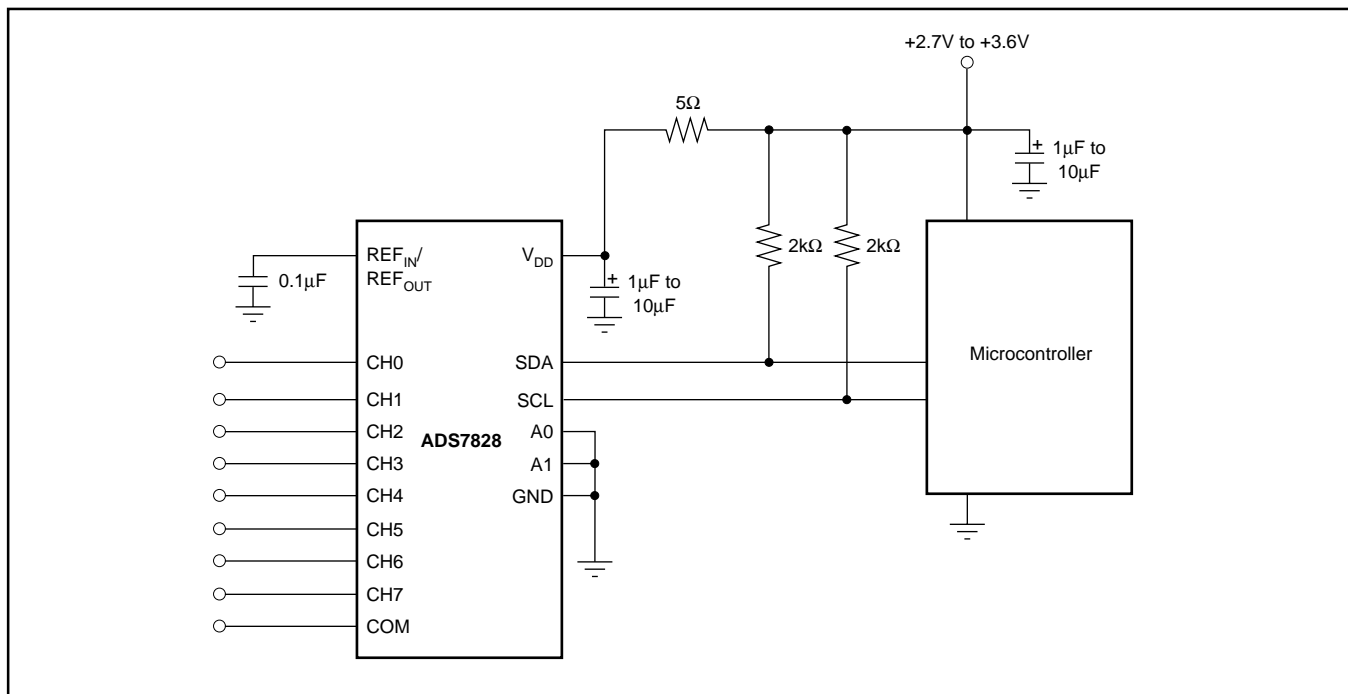 +2.7V to +3.6V
5Ω
+ 1µF to
10µF
2kΩ
2kΩ
REFIN/
REFOUT
VDD
0.1µF
+ 1µF to
10µF
CH0
SDA
Microcontroller
CH1
SCL
CH2
ADS7828
A0
CH3
A1
CH4
GND
CH5
CH6
CH7
COM